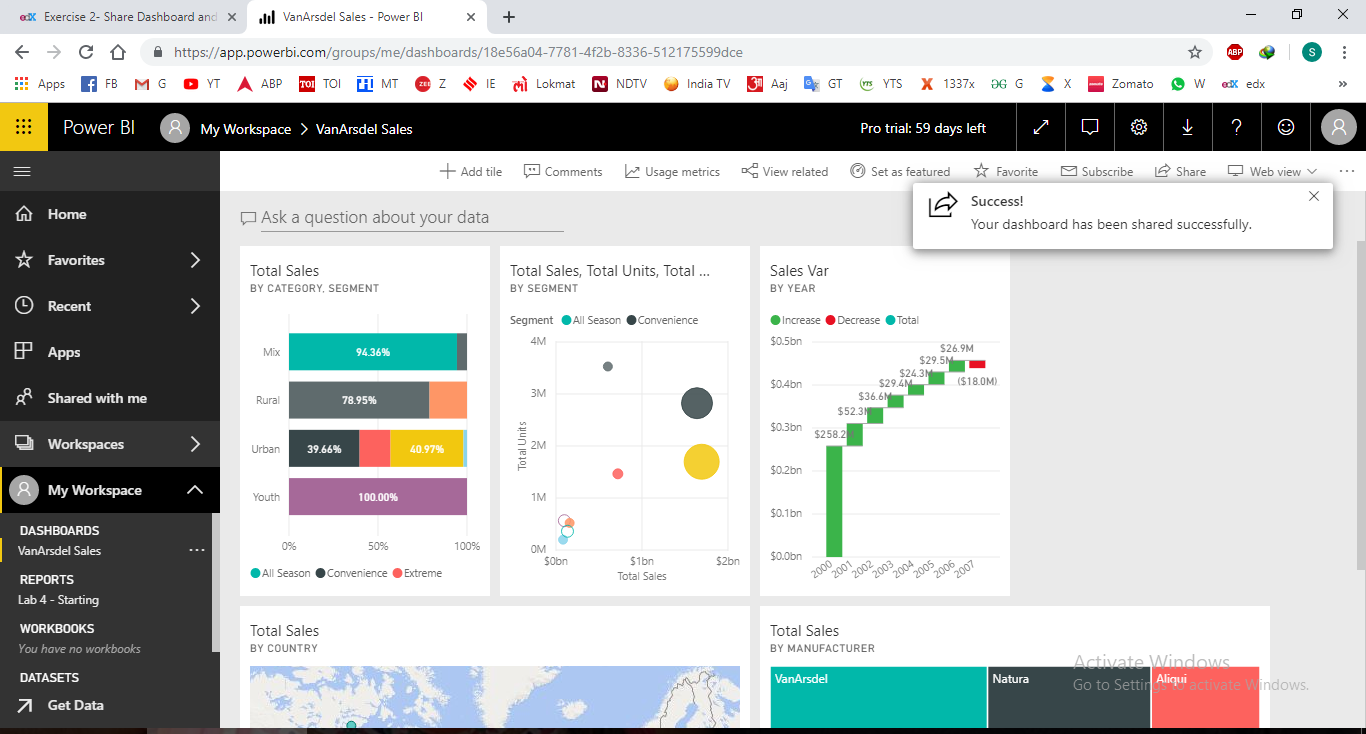 edX Exercise 2- Share Dashboard and
VanArsdel Sales - Power BI
https://app.powerbi.com/groups/me/dashboards/18e56a04-7781-4f2b-8336-512175599dce
ABP
S
Apps FB G YT ABP TOI TOI MT ZEE Z IE Lokmat N NDTV India TV Aaj GT YTS YTS X 1337x G X Zomato W edX edx »
Power BI My Workspace > VanArsdel Sales Pro trial: 59 days left
Add tile Comments Usage metrics View related Set as featured Favorite Subscribe Share Web view
Success!
Your dashboard has been shared successfully.
Home
Favorites
Recent
Apps
Shared with me
Workspaces
My Workspace
DASHBOARDS
VanArsdel Sales
REPORTS
Lab 4 - Starting
WORKBOOKS
You have no workbooks
DATASETS
Get Data
Ask a question about your data
Total Sales
BY CATEGORY, SEGMENT
Mix 94.36%
Rural 78.95%
Urban 39.66% 40.97%
Youth 100.00%
0% 50% 100%
All Season Convenience Extreme
Total Sales, Total Units, Total ...
BY SEGMENT
Segment All Season Convenience
4M
3M
2M
1M
0M
Total Units
$0bn $1bn $2bn
Total Sales
Sales Var
BY YEAR
Increase Decrease Total
$0.5bn
$0.4bn
$0.3bn
$0.2bn
$0.1bn
$0.0bn
$258.2M
$52.3M
$36.6M
$29.4M
$24.3M
$29.5M
$26.9M
($18.0M)
2000 2001 2002 2003 2004 2005 2006 2007
Total Sales
BY COUNTRY
Total Sales
BY MANUFACTURER
VanArsdel Natura Aliqui
Activate Windows
Go to Settings to activate Windows.